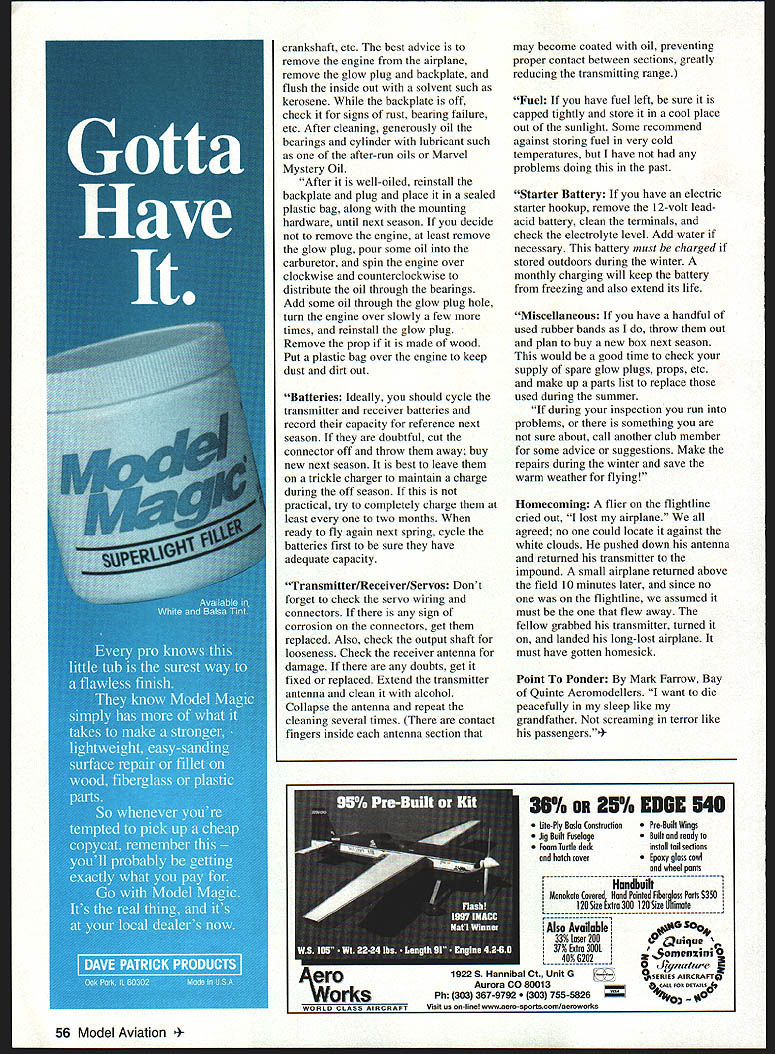 Gotta
Have
It.
Model
Magic
SUPERLIGHT FILLER
Available in
White and Balsa Tint.
Every pro knows this
little tub is the surest way to
a flawless finish.
They know Model Magic
simply has more of what it
takes to make a stronger,
lightweight, easy-sanding
surface repair or fillet on
wood, fiberglass or plastic
parts.
So whenever you're
tempted to pick up a cheap
copycat, remember this –
you'll probably be getting
exactly what you pay for.
Go with Model Magic.
It's the real thing, and it's
at your local dealer's now.
DAVE PATRICK PRODUCTS
Oak Park, IL 60302 Made in U.S.A.
crankshaft, etc. The best advice is to
remove the engine from the airplane,
remove the glow plug and backplate, and
flush the inside out with a solvent such as
kerosene. While the backplate is off,
check it for signs of rust, bearing failure,
etc. After cleaning, generously oil the
bearings and cylinder with lubricant such
as one of the after-run oils or Marvel
Mystery Oil.
"After it is well-oiled, reinstall the
backplate and plug and place it in a sealed
plastic bag, along with the mounting
hardware, until next season. If you decide
not to remove the engine, at least remove
the glow plug, pour some oil into the
carburetor, and spin the engine over
clockwise and counterclockwise to
distribute the oil through the bearings.
Add some oil through the glow plug hole,
turn the engine over slowly a few more
times, and reinstall the glow plug.
Remove the prop if it is made of wood.
Put a plastic bag over the engine to keep
dust and dirt out.
"Batteries: Ideally, you should cycle the
transmitter and receiver batteries and
record their capacity for reference next
season. If they are doubtful, cut the
connector off and throw them away; buy
new next season. It is best to leave them
on a trickle charger to maintain a charge
during the off season. If this is not
practical, try to completely charge them at
least every one to two months. When
ready to fly again next spring, cycle the
batteries first to be sure they have
adequate capacity.
"Transmitter/Receiver/Servos: Don't
forget to check the servo wiring and
connectors. If there is any sign of
corrosion on the connectors, get them
replaced. Also, check the output shaft for
looseness. Check the receiver antenna for
damage. If there are any doubts, get it
fixed or replaced. Extend the transmitter
antenna and clean it with alcohol.
Collapse the antenna and repeat the
cleaning several times. (There are contact
fingers inside each antenna section that
may become coated with oil, preventing
proper contact between sections, greatly
reducing the transmitting range.)
"Fuel: If you have fuel left, be sure it is
capped tightly and store it in a cool place
out of the sunlight. Some recommend
against storing fuel in very cold
temperatures, but I have not had any
problems doing this in the past.
"Starter Battery: If you have an electric
starter hookup, remove the 12-volt lead-
acid battery, clean the terminals, and
check the electrolyte level. Add water if
necessary. This battery must be charged if
stored outdoors during the winter. A
monthly charging will keep the battery
from freezing and also extend its life.
"Miscellaneous: If you have a handful of
used rubber bands as I do, throw them out
and plan to buy a new box next season.
This would be a good time to check your
supply of spare glow plugs, props, etc.
and make up a parts list to replace those
used during the summer.
"If during your inspection you run into
problems, or there is something you are
not sure about, call another club member
for some advice or suggestions. Make the
repairs during the winter and save the
warm weather for flying!"
Homecoming: A flier on the flightline
cried out, "I lost my airplane." We all
agreed; no one could locate it against the
white clouds. He pushed down his antenna
and returned his transmitter to the
impound. A small airplane returned above
the field 10 minutes later, and since no
one was on the flightline, we assumed it
must be the one that flew away. The
fellow grabbed his transmitter, turned it
on, and landed his long-lost airplane. It
must have gotten homesick.
Point To Ponder: By Mark Farrow, Bay
of Quinte Aeromodellers. "I want to die
peacefully in my sleep like my
grandfather. Not screaming in terror like
his passengers."✈
95% Pre-Built or Kit
Flash!
1997 IMACC
Nat'l Winner
W.S. 105" · Wt. 22-24 lbs. · Length 91" · Engine 4.2-6.0
36% OR 25% EDGE 540
• Lite-Ply Basla Construction
• Jig Built Fuselage
• Foam Turtle deck
and hatch cover
• Pre-Built Wings
• Built and ready to
install tail sections
• Epoxy glass cowl
and wheel pants
Handbuilt
Monokote Covered, Hand Painted Fiberglass Parts $350
120 Size Extra 300 120 Size Ultimate
Also Available
33% Laser 200
37% Extra 300L
40% G202
COMING SOON ~ COMING SOON ~ COMING SOON ~ COMING SOON ~
Quique
Somenzini
Signature
SERIES AIRCRAFT
CALL FOR DETAILS
Aero
Works
WORLD CLASS AIRCRAFT
1922 S. Hannibal Ct., Unit G
Aurora CO 80013
Ph: (303) 367-9792 • (303) 755-5826
Visit us on-line! www.aero-sports.com/aeroworks
VISA
56 Model Aviation ✈